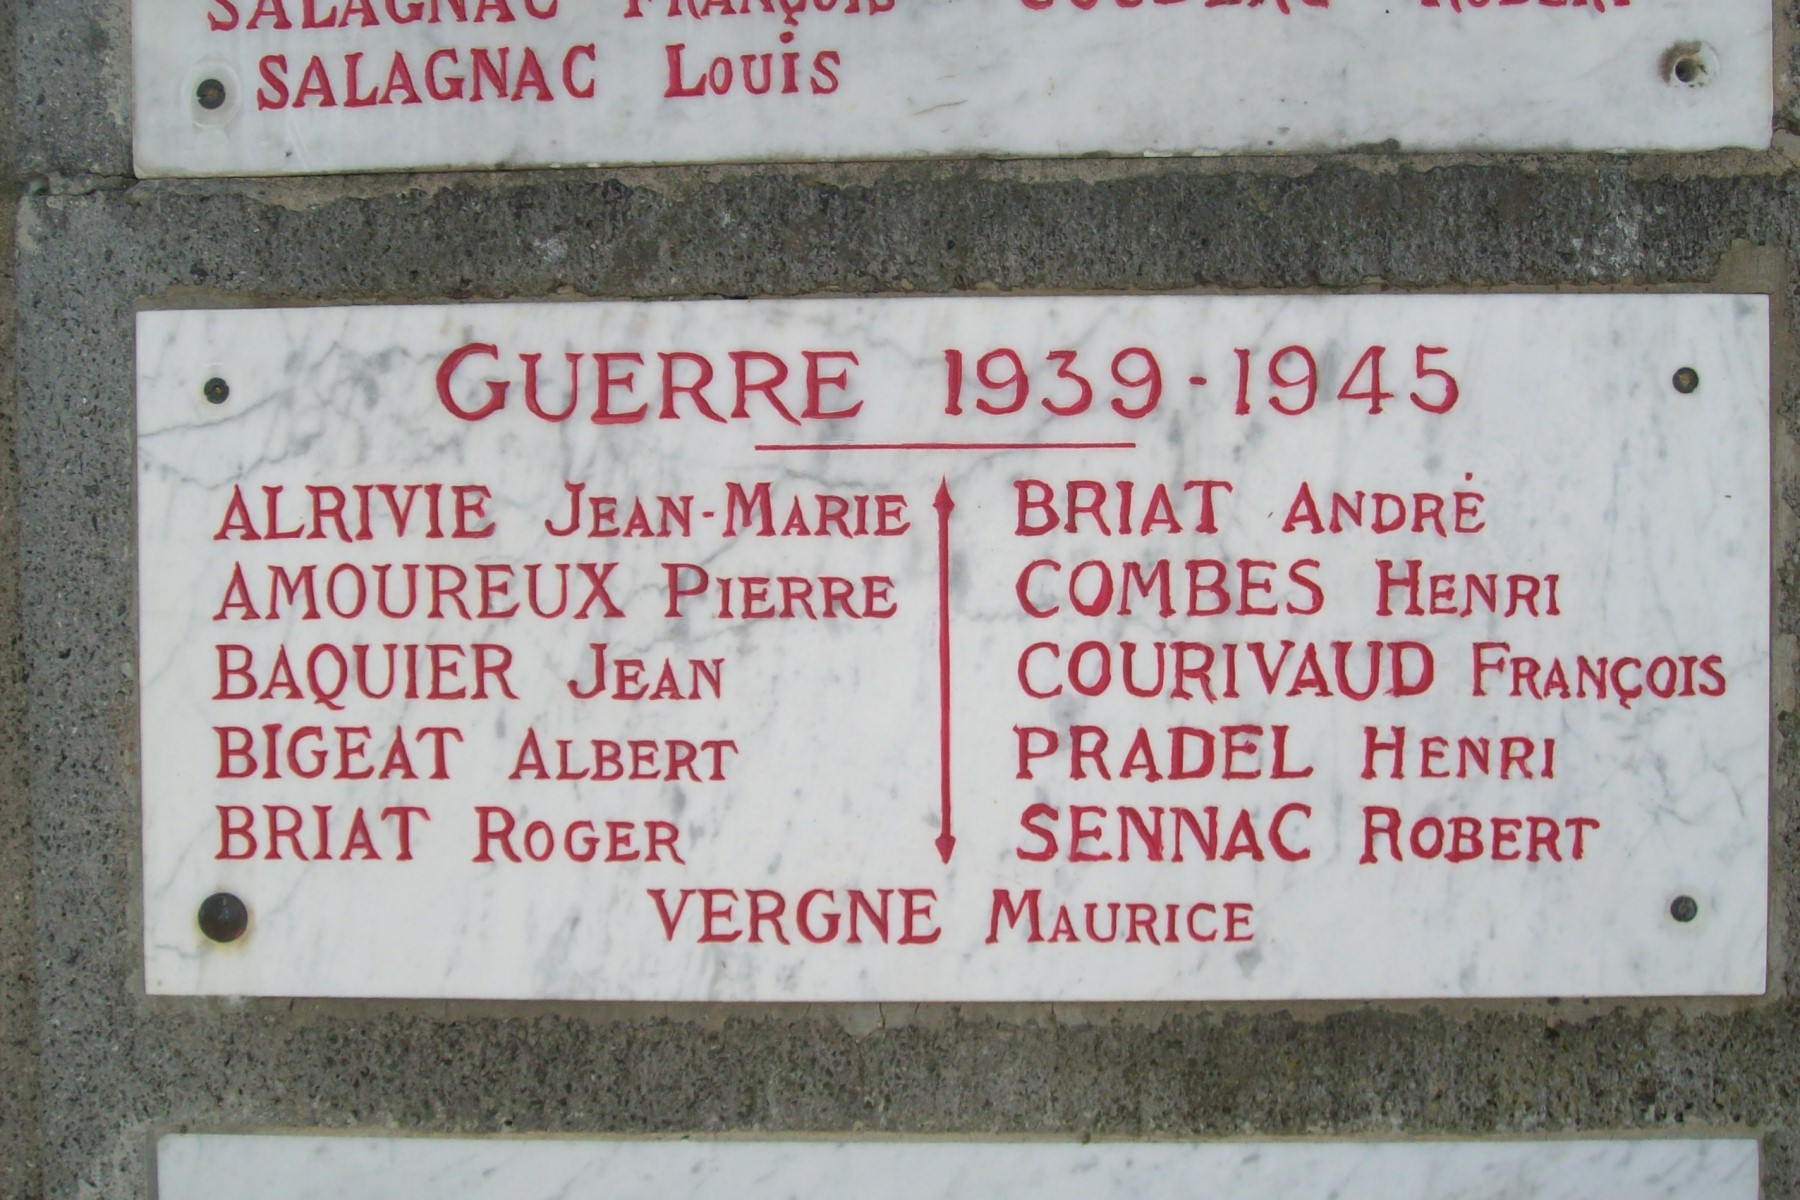 SALAGNAC FRANÇOIS
SALAGNAC LOUIS
GUERRE 1939-1945
ALRIVIE JEAN-MARIE
AMOUREUX PIERRE
BAQUIER JEAN
BIGEAT ALBERT
BRIAT ROGER
BRIAT ANDRÉ
COMBES HENRI
COURIVAUD FRANÇOIS
PRADEL HENRI
SENNAC ROBERT
VERGNE MAURICE